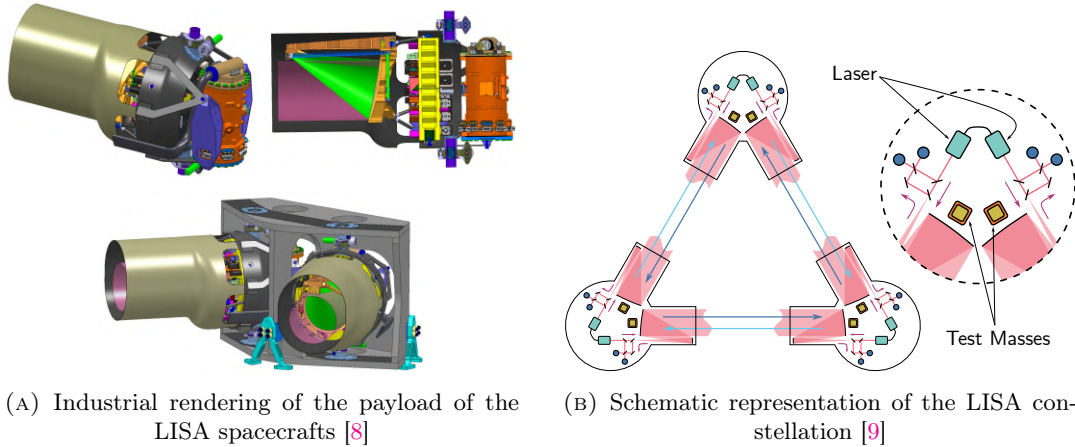 Laser
Test Masses
(A) Industrial rendering of the payload of the
LISA spacecrafts [8]
(B) Schematic representation of the LISA con-
stellation [9]